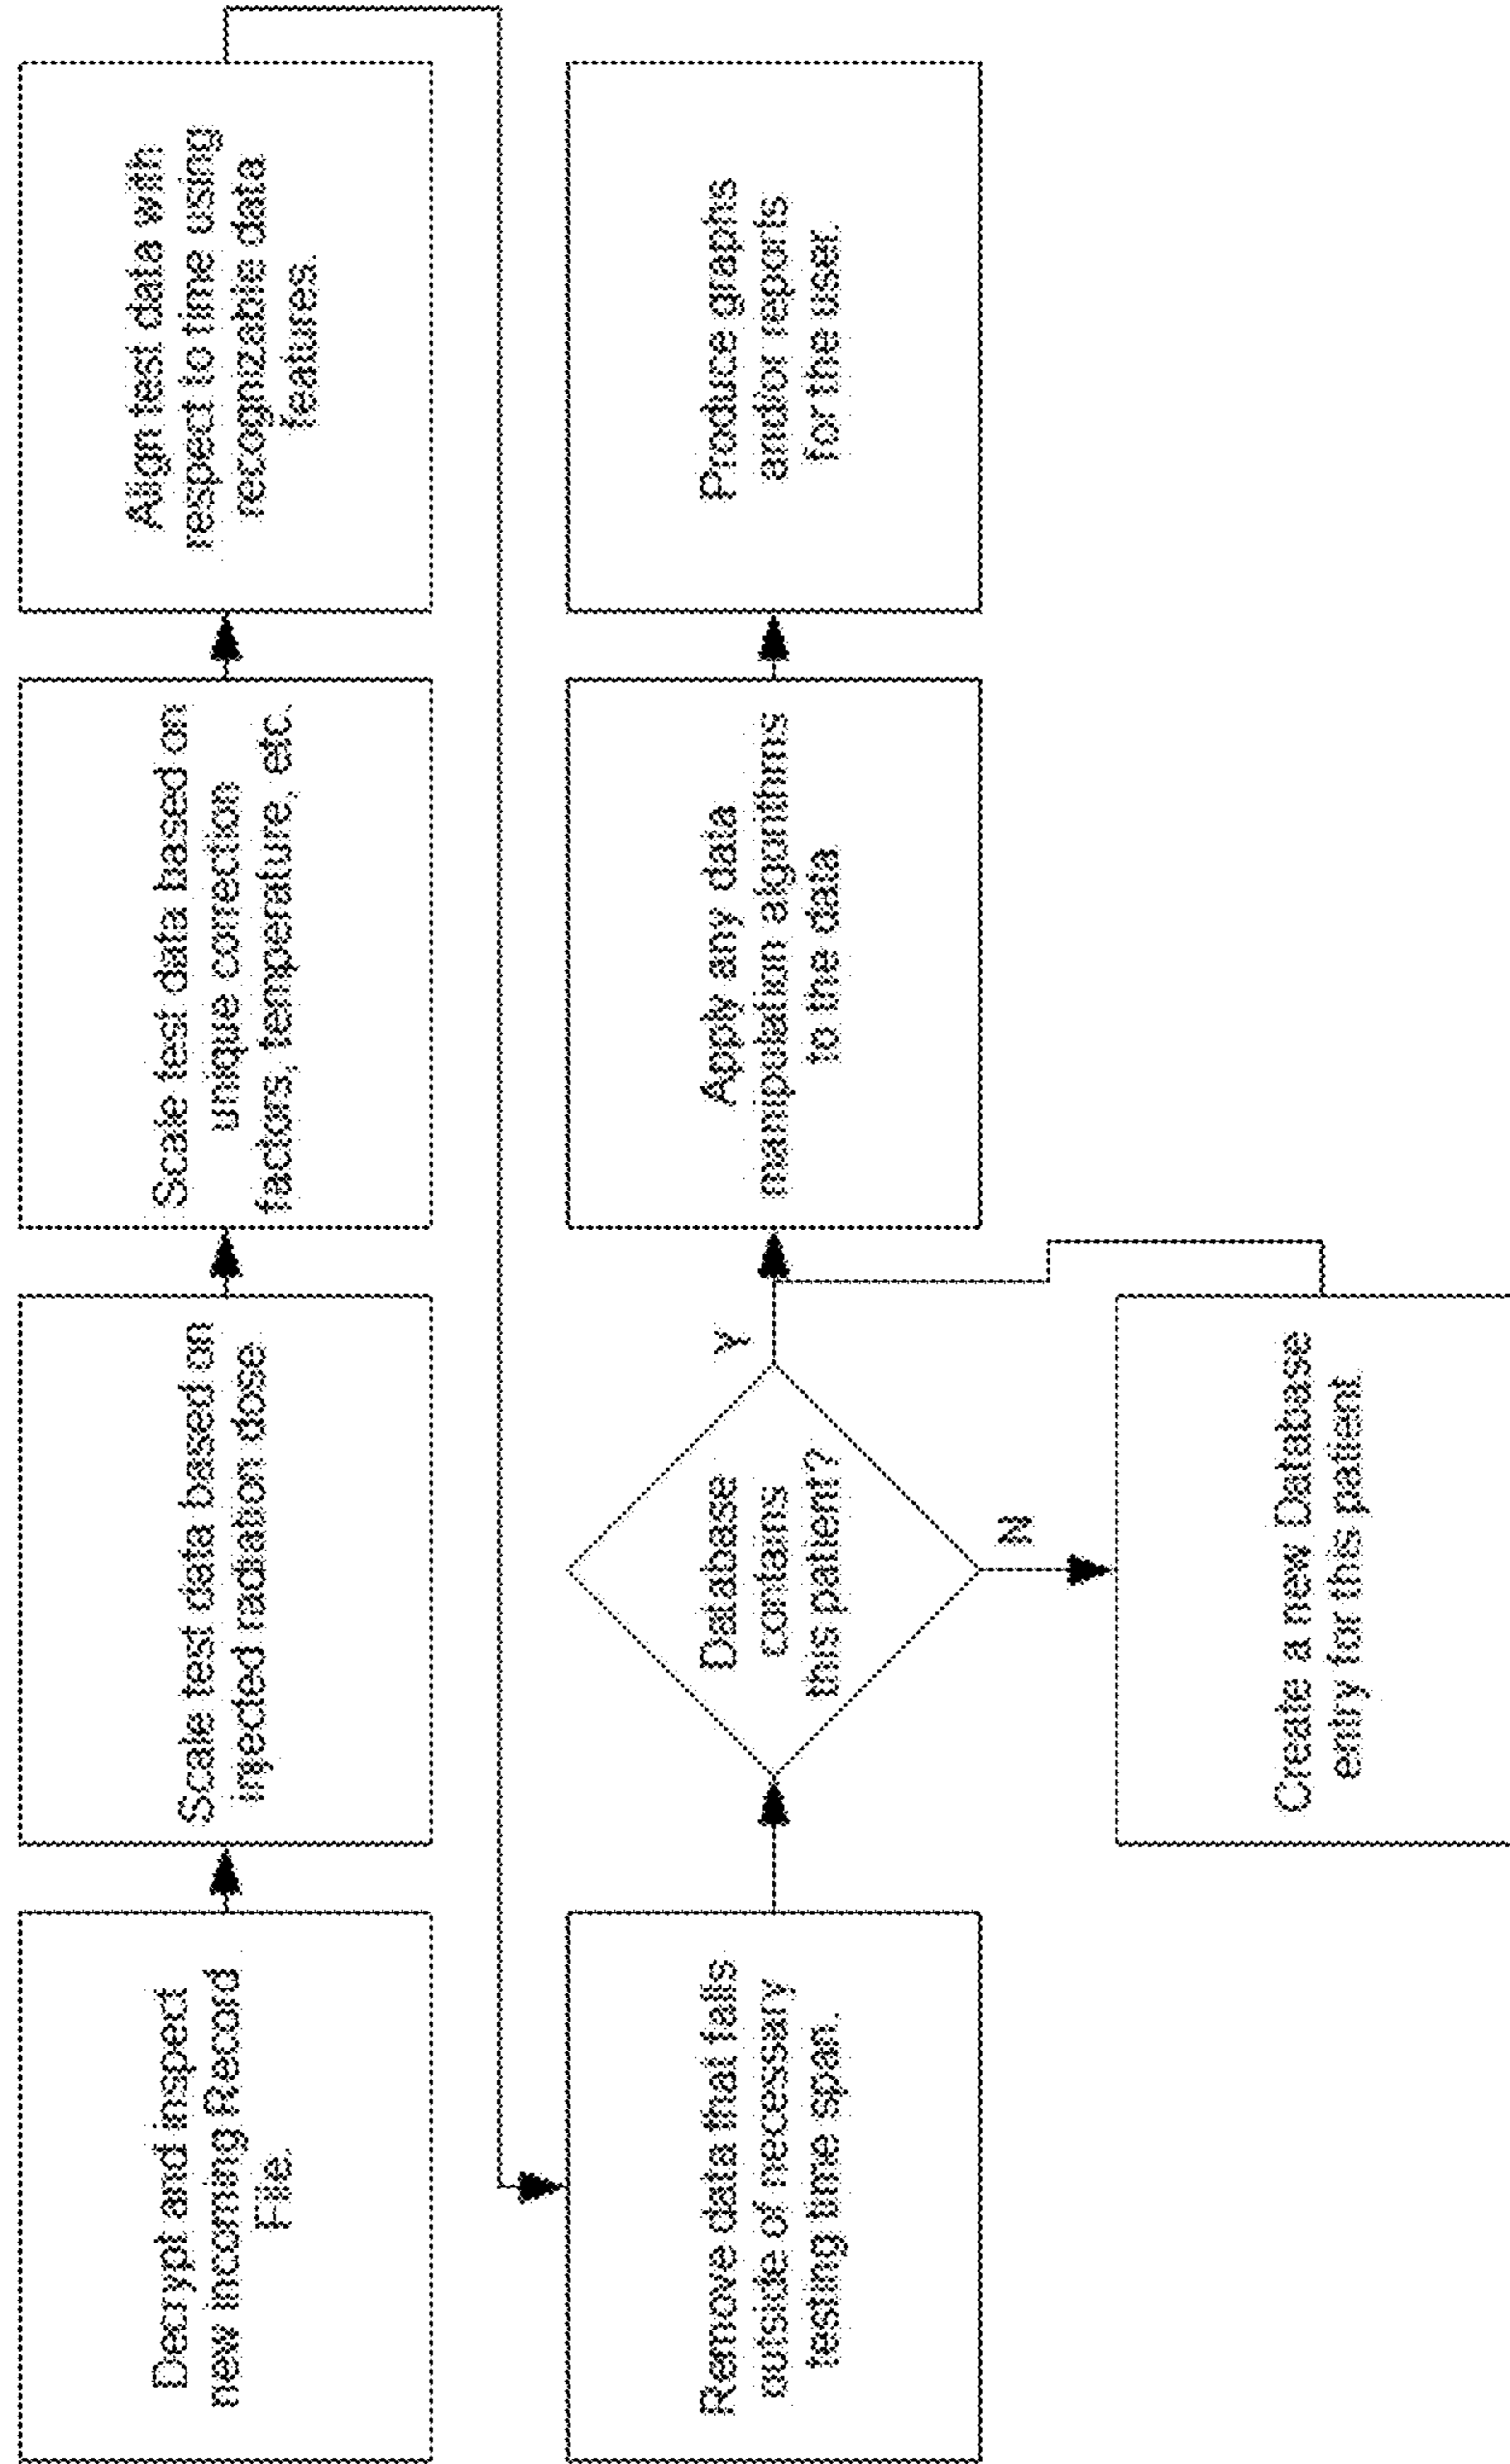 Decrypt and inspect
new incoming Record
File.
Scale test data based on
injected radiation dose
Scale test data based on
unique correction
factors, temperature, etc.
Align test data with
respect to time using
recognizable data
features.
Remove data that falls
outside of necessary
testing time span.
Database
contains
this patient?
Y
N
Create a new Database
entry for this patient.
Apply any data
manipulation algorithms
to the data
Produce graphs
and/or reports
for the user.